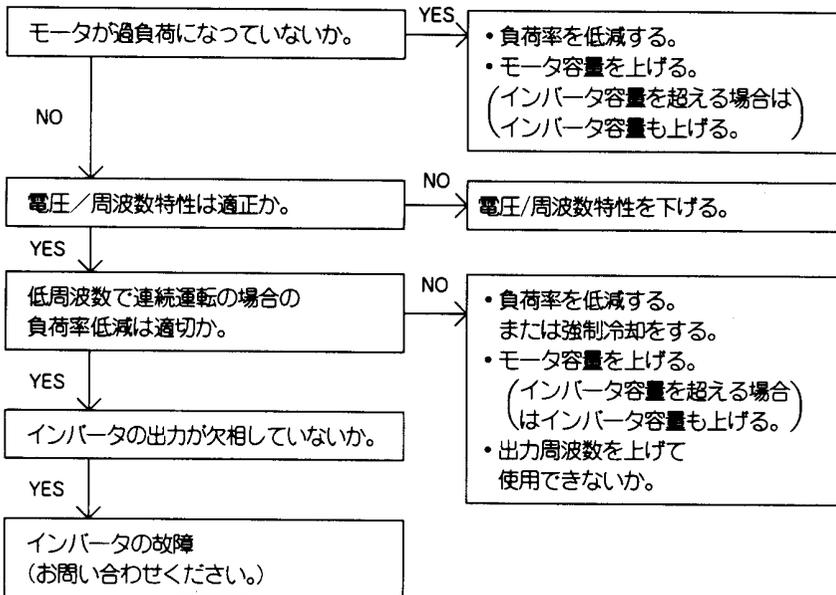 モータが過負荷になっていないか。
YES
・負荷率を低減する。
・モータ容量を上げる。
(インバータ容量を超える場合は
インバータ容量も上げる。)
NO
電圧／周波数特性は適正か。
NO
電圧/周波数特性を下げる。
YES
低周波数で連続運転の場合の
負荷率低減は適切か。
NO
・負荷率を低減する。
または強制冷却をする。
・モータ容量を上げる。
(インバータ容量を超える場合
はインバータ容量も上げる。)
・出力周波数を上げて
使用できないか。
YES
インバータの出力が欠相していないか。
YES
インバータの故障
(お問い合わせください。)